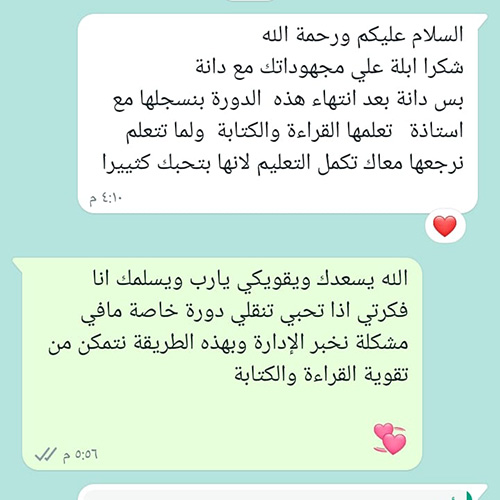 السلام عليكم ورحمة الله
شكرا ابلة علي مجهوداتك مع دانة
بس دانة بعد انتهاء هذه الدورة بنسجلها مع
استاذة تعلمها القراءة والكتابة ولما تتعلم
نرجعها معاك تكمل التعليم لانها بتحبك كثييرا
٤:١٠ م
الله يسعدك ويقويكي يارب ويسلمك انا
فكرتي اذا تحبي تنقلي دورة خاصة مافي
مشكلة نخبر الإدارة وبهذه الطريقة نتمكن من
تقوية القراءة والكتابة
٥:٥٦ م